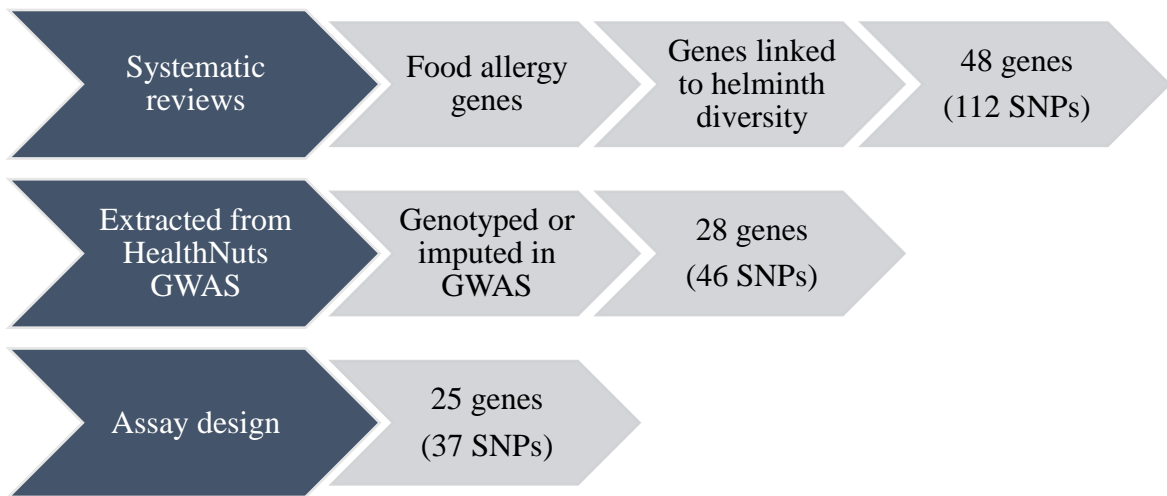 Systematic
reviews
Food allergy
genes
Genes linked
to helminth
diversity
48 genes
(112 SNPs)
Extracted from
HealthNuts
GWAS
Genotyped or
imputed in
GWAS
28 genes
(46 SNPs)
Assay design
25 genes
(37 SNPs)